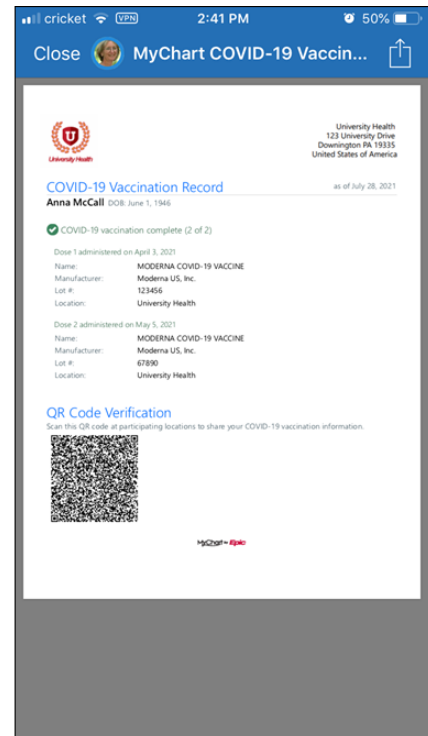 cricket VPN 2:41 PM 50%
Close MyChart COVID-19 Vaccin...
University Health
123 University Drive
Downington PA 19335
United States of America
U
University Health
COVID-19 Vaccination Record as of July 28, 2021
Anna McCall DOB: June 1, 1946
COVID-19 vaccination complete (2 of 2)
Dose 1 administered on April 3, 2021
Name: MODERNA COVID-19 VACCINE
Manufacturer: Moderna US, Inc.
Lot #: 123456
Location: University Health
Dose 2 administered on May 5, 2021
Name: MODERNA COVID-19 VACCINE
Manufacturer: Moderna US, Inc.
Lot #: 67890
Location: University Health
QR Code Verification
Scan this QR code at participating locations to share your COVID-19 vaccination information.
MyChart by Epic